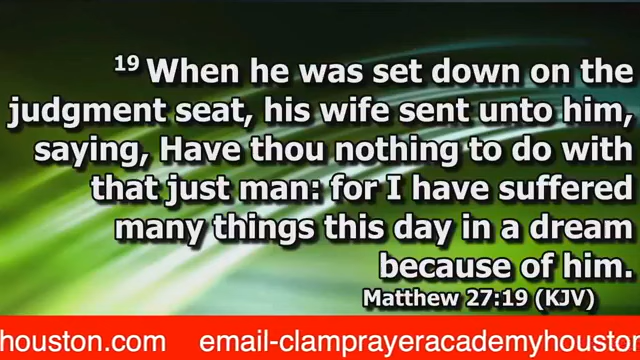 19 When he was set down on the
judgment seat, his wife sent unto him,
saying, Have thou nothing to do with
that just man: for I have suffered
many things this day in a dream
because of him.
Matthew 27:19 (KJV)
houston.com email-clamprayeracademyhouston